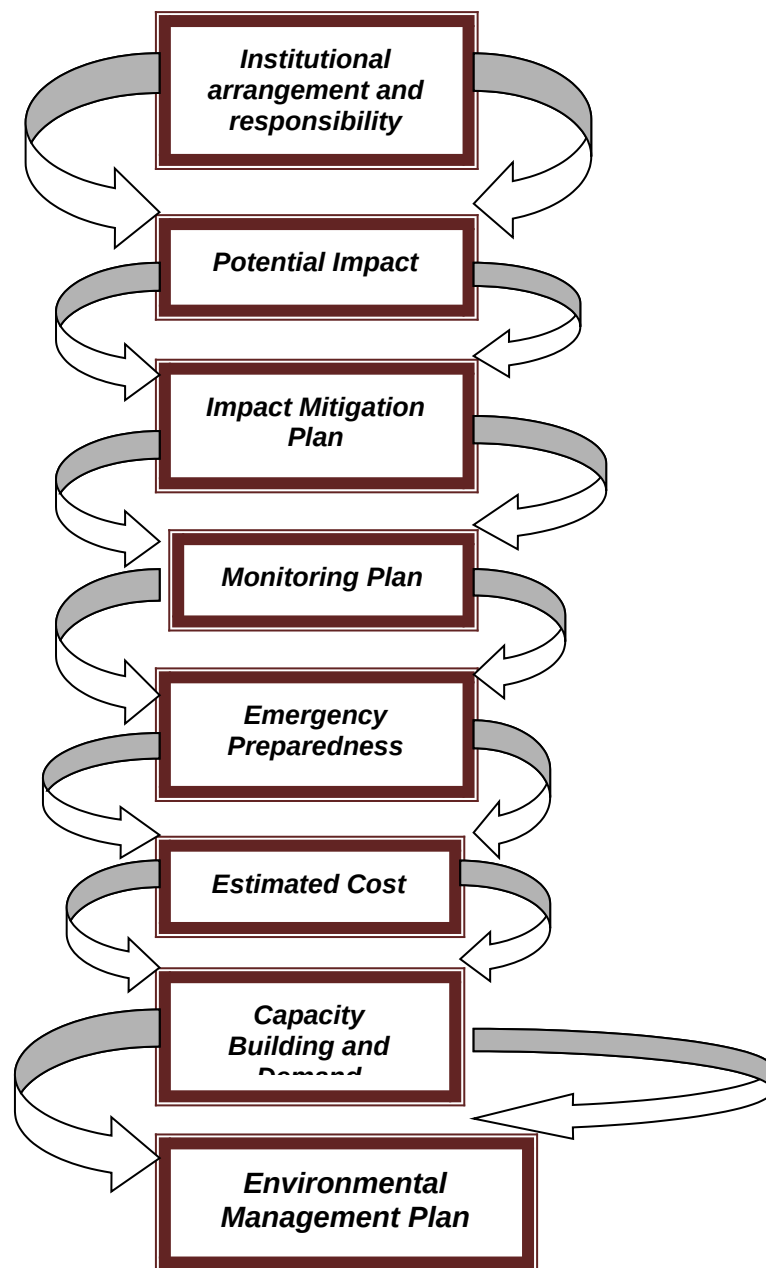 Institutional
arrangement and
responsibility
Potential Impact
Impact Mitigation
Plan
Monitoring Plan
Emergency
Preparedness
Estimated Cost
Capacity
Building and
Demand
Environmental
Management Plan